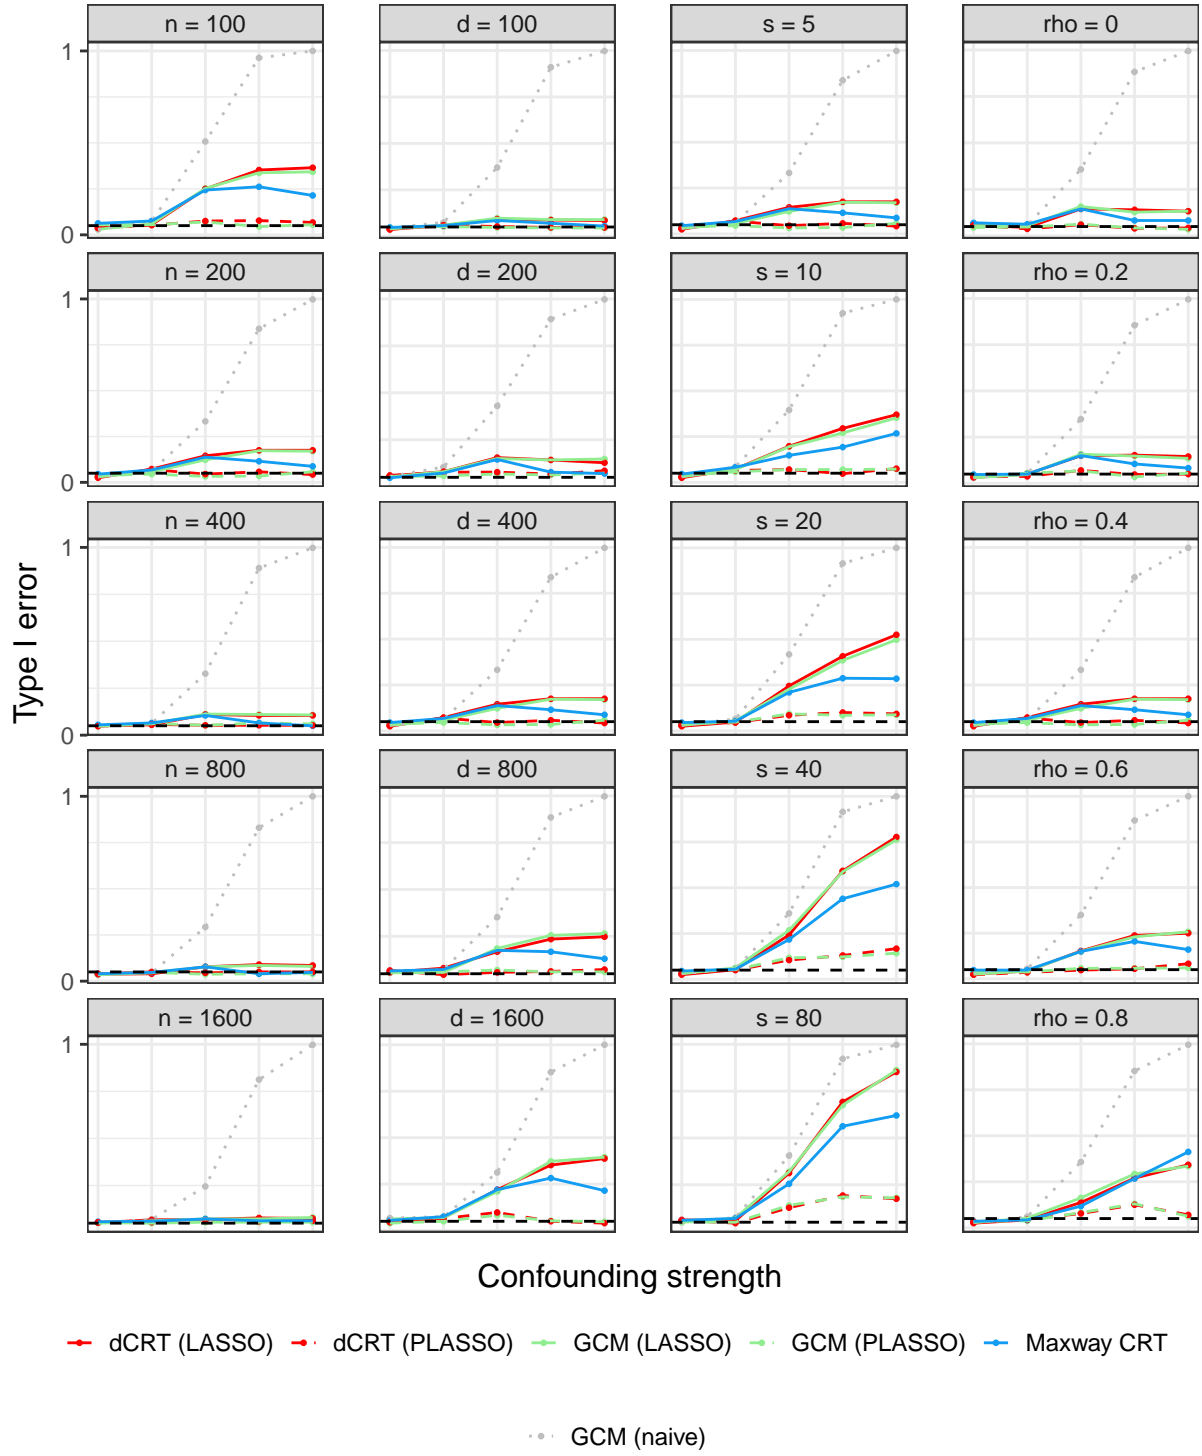 n = 100 d = 100 s = 5 rho = 0
1
0
n = 200 d = 200 s = 10 rho = 0.2
1
0
n = 400 d = 400 s = 20 rho = 0.4
1
0
n = 800 d = 800 s = 40 rho = 0.6
1
0
n = 1600 d = 1600 s = 80 rho = 0.8
1
Type I error
Confounding strength
dCRT (LASSO) dCRT (PLASSO) GCM (LASSO) GCM (PLASSO) Maxway CRT
GCM (naive)